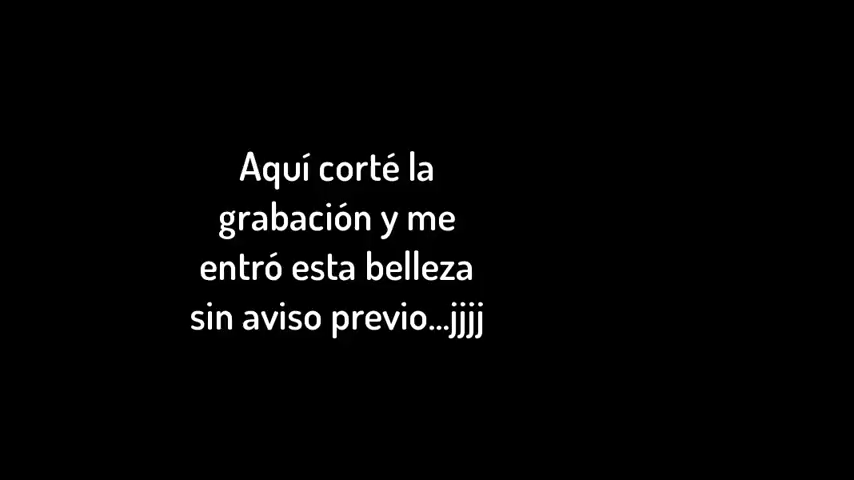 Aquí corté la
grabación y me
entró esta belleza
sin aviso previo...jjjj